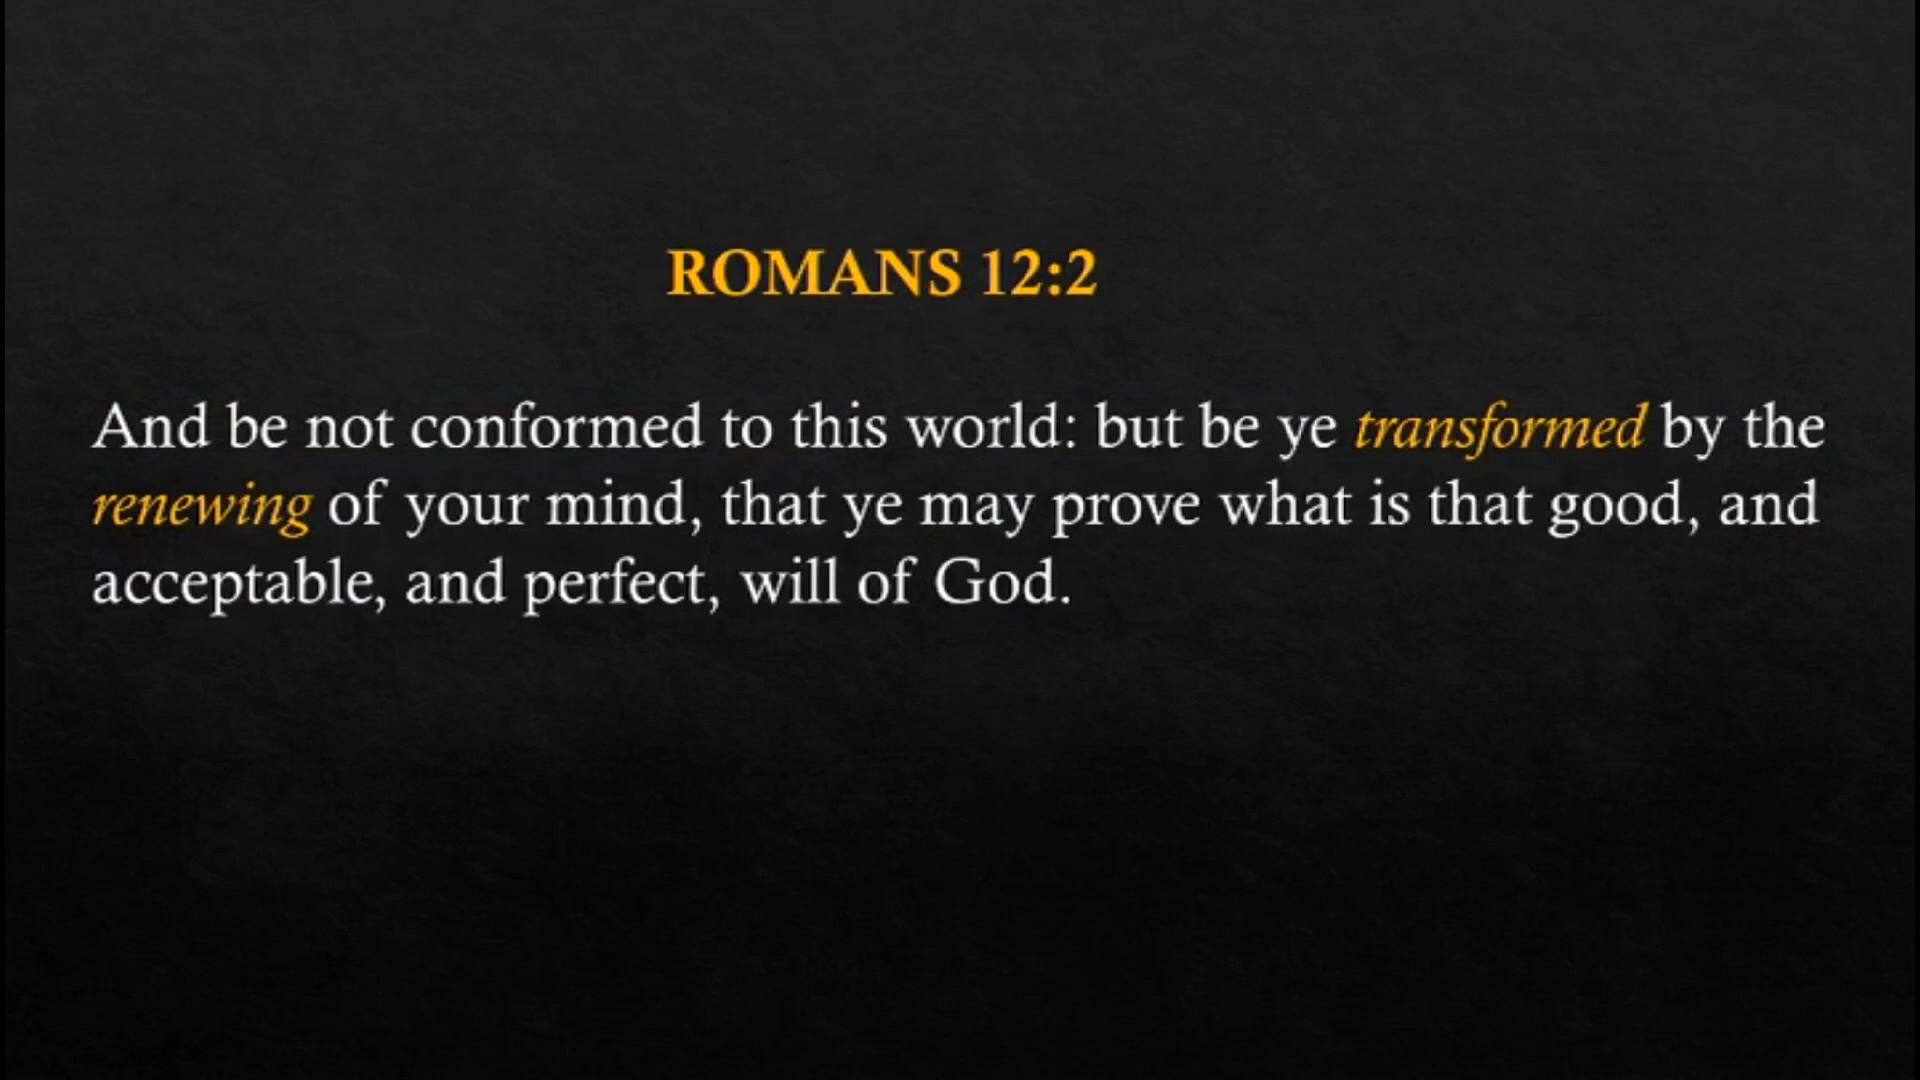 ROMANS 12:2
And be not conformed to this world: but be ye transformed by the
renewing of your mind, that ye may prove what is that good, and
acceptable, and perfect, will of God.